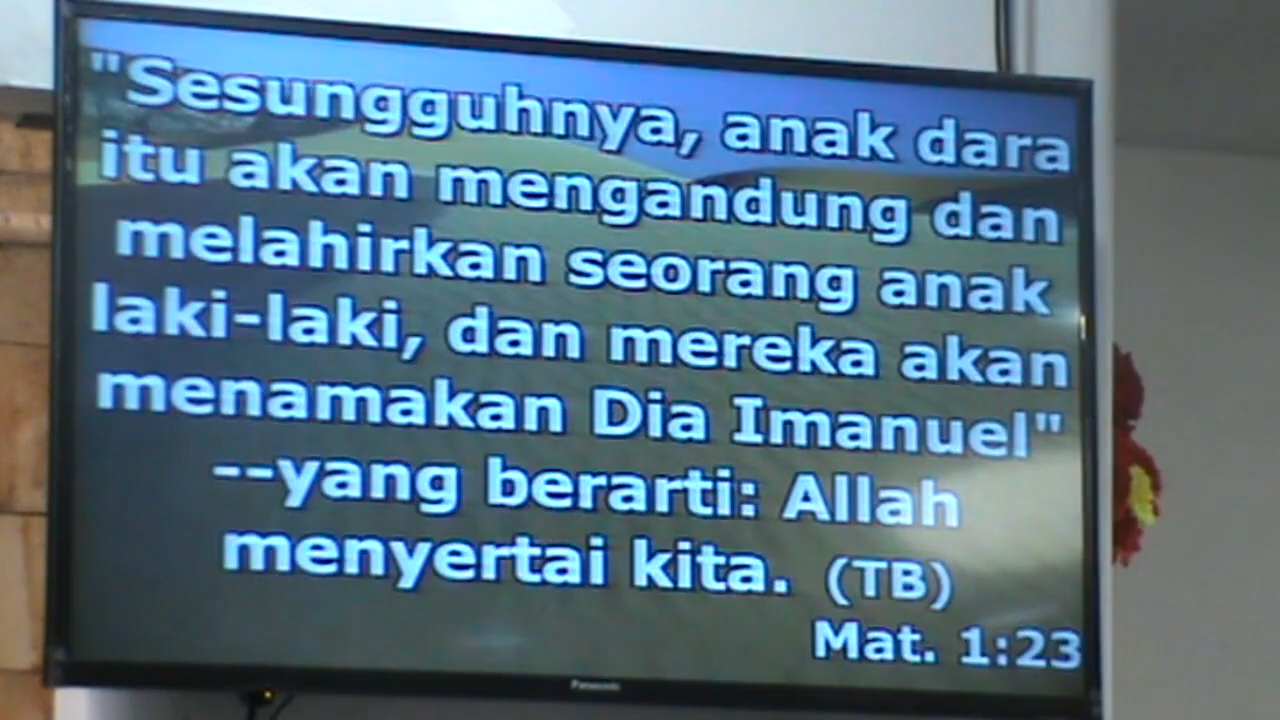 "Sesungguhnya, anak dara
itu akan mengandung dan
melahirkan seorang anak
laki-laki, dan mereka akan
menamakan Dia Imanuel"
--yang berarti: Allah
menyertai kita. (TB)
Mat. 1:23
Panasonic